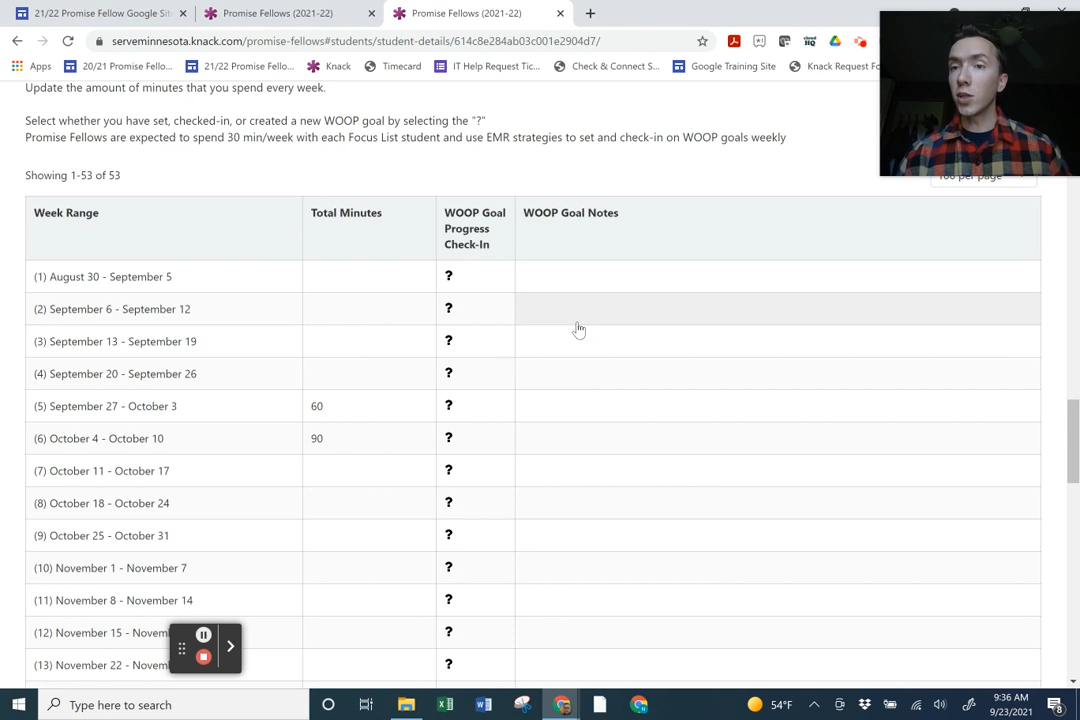 21/22 Promise Fellow Google Sit
Promise Fellows (2021-22)
Promise Fellows (2021-22)
serveminnesota.knack.com/promise-fellows#students/student-details/614c8e284ab03c001e2904d7/
Apps
20/21 Promise Fello...
21/22 Promise Fello...
Knack
Timecard
IT Help Request Tic...
Check & Connect S...
Google Training Site
Knack Request Fo
Update the amount of minutes that you spend every week.
Select whether you have set, checked-in, or created a new WOOP goal by selecting the "?"
Promise Fellows are expected to spend 30 min/week with each Focus List student and use EMR strategies to set and check-in on WOOP goals weekly
Showing 1-53 of 53
100 per page
Week Range
Total Minutes
WOOP Goal
Progress
Check-In
WOOP Goal Notes
(1) August 30 - September 5
?
(2) September 6 - September 12
?
(3) September 13 - September 19
?
(4) September 20 - September 26
?
(5) September 27 - October 3
60
?
(6) October 4 - October 10
90
?
(7) October 11 - October 17
?
(8) October 18 - October 24
?
(9) October 25 - October 31
?
(10) November 1 - November 7
?
(11) November 8 - November 14
?
(12) November 15 - Novem
?
(13) November 22 - Novem
?
Type here to search
54°F
9:36 AM
9/23/2021
8